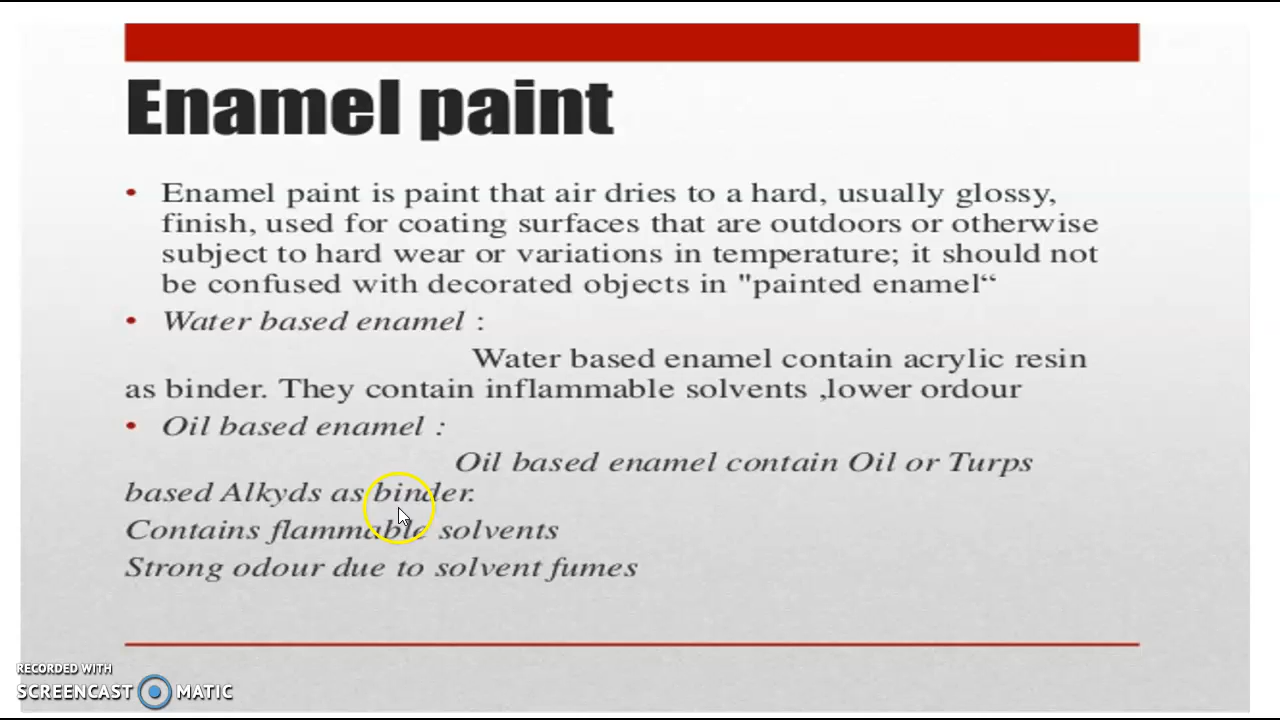 Enamel paint
• Enamel paint is paint that air dries to a hard, usually glossy,
finish, used for coating surfaces that are outdoors or otherwise
subject to hard wear or variations in temperature; it should not
be confused with decorated objects in "painted enamel“
• Water based enamel :
Water based enamel contain acrylic resin
as binder. They contain inflammable solvents ,lower ordour
• Oil based enamel :
Oil based enamel contain Oil or Turps
based Alkyds as binder.
Contains flammable solvents
Strong odour due to solvent fumes
RECORDED WITH
SCREENCAST MATIC